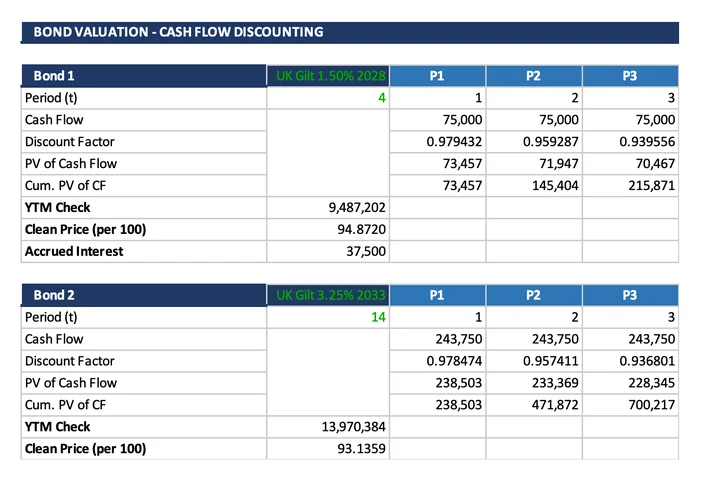 BOND VALUATION - CASH FLOW DISCOUNTING
Bond 1 UK Gilt 1.50% 2028 P1 P2 P3
Period (t) 4 1 2 3
Cash Flow 75,000 75,000 75,000
Discount Factor 0.979432 0.959287 0.939556
PV of Cash Flow 73,457 71,947 70,467
Cum. PV of CF 73,457 145,404 215,871
YTM Check 9,487,202
Clean Price (per 100) 94.8720
Accrued Interest 37,500
Bond 2 UK Gilt 3.25% 2033 P1 P2 P3
Period (t) 14 1 2 3
Cash Flow 243,750 243,750 243,750
Discount Factor 0.978474 0.957411 0.936801
PV of Cash Flow 238,503 233,369 228,345
Cum. PV of CF 238,503 471,872 700,217
YTM Check 13,970,384
Clean Price (per 100) 93.1359